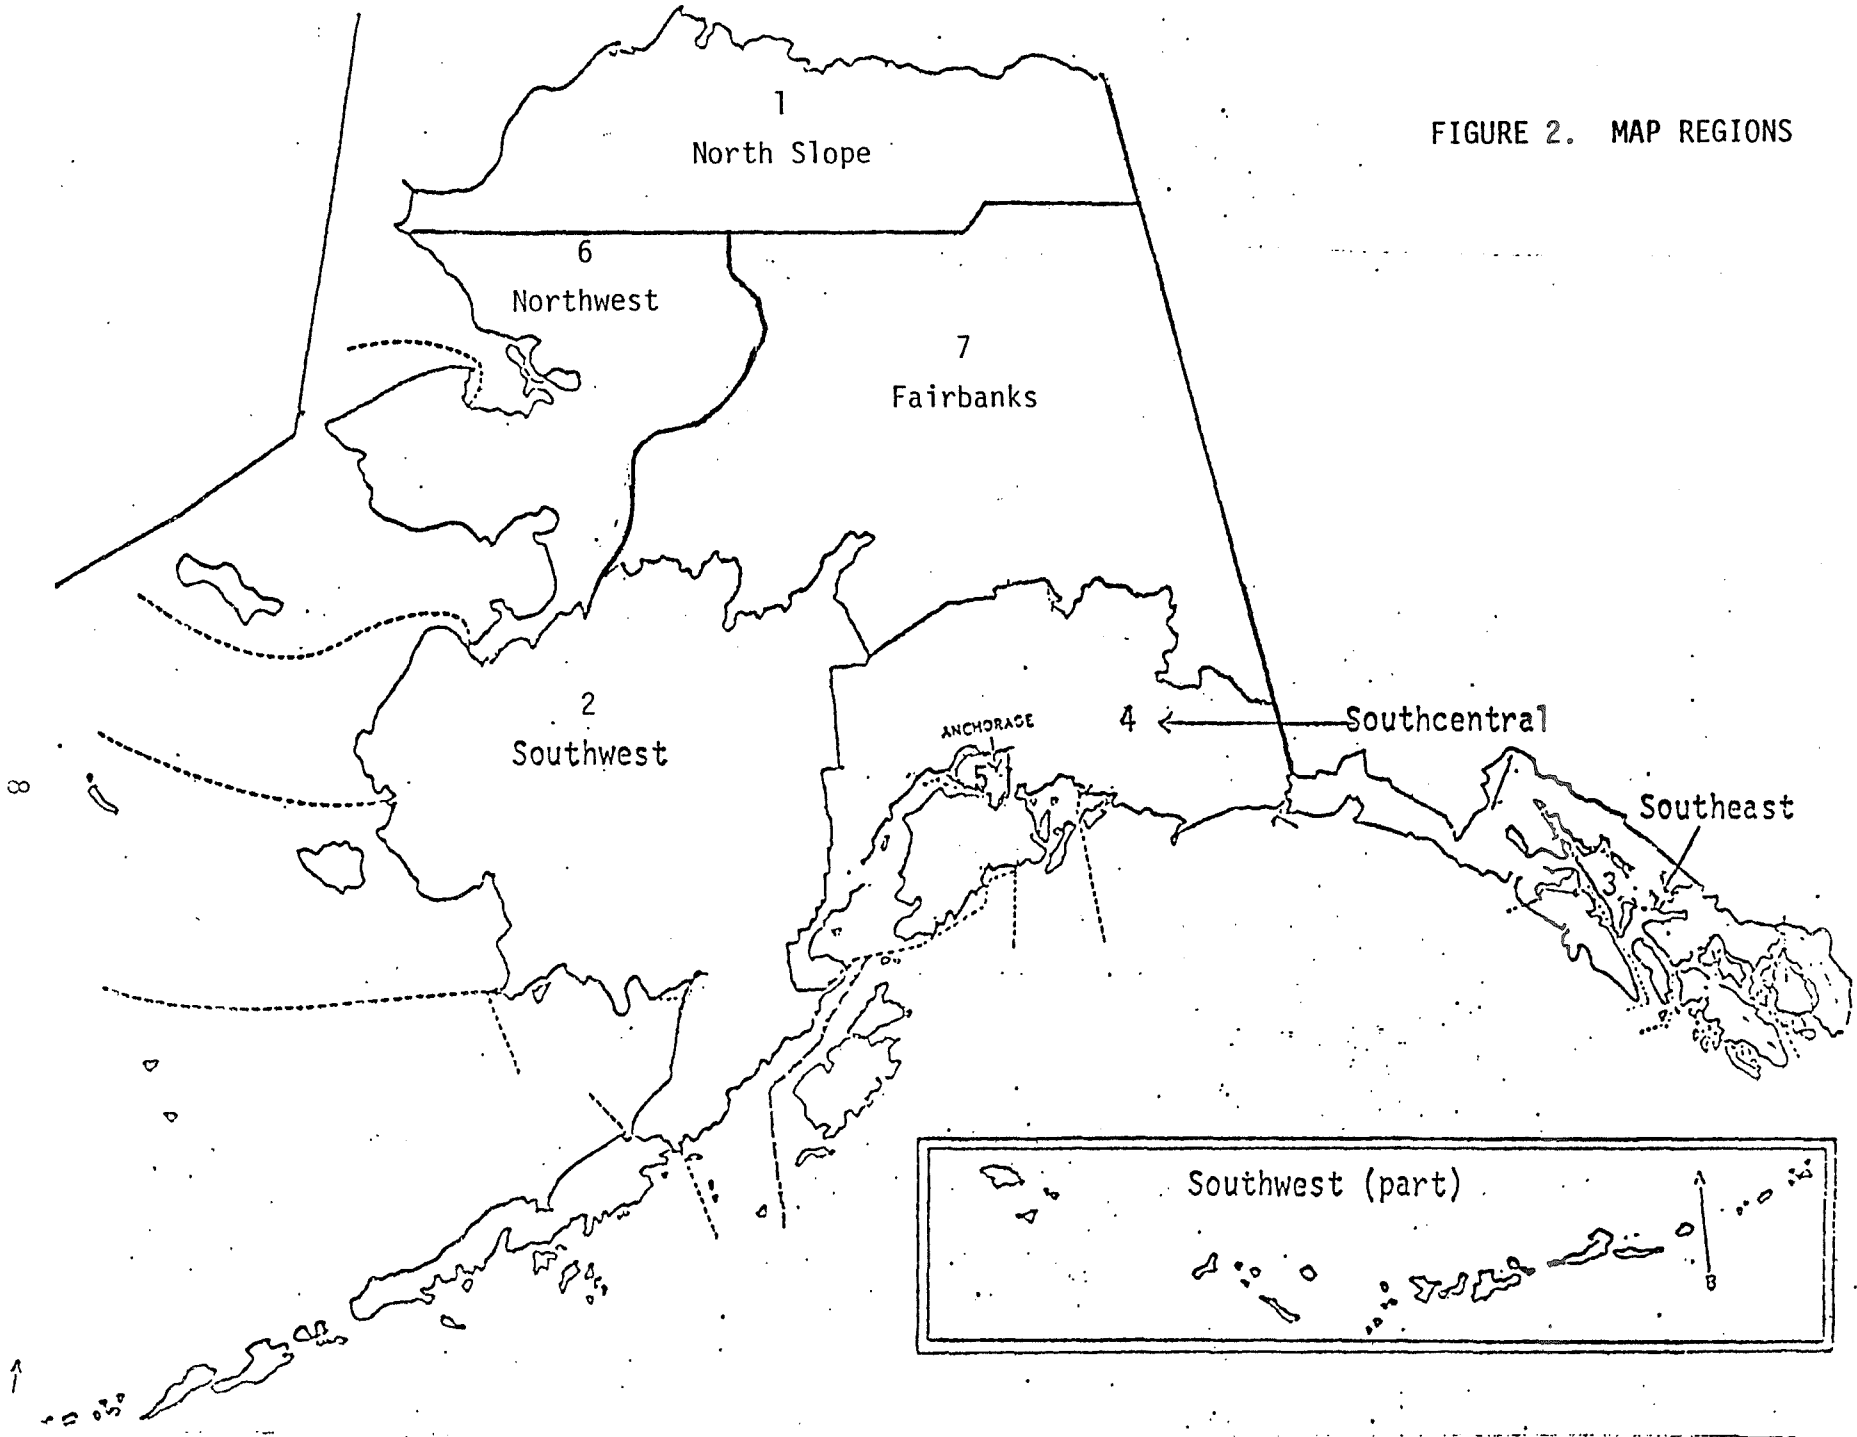 FIGURE 2. MAP REGIONS
1
North Slope
6
Northwest
7
Fairbanks
2
Southwest
ANCHORAGE
4
Southcentral
5
8
Southeast
3
Southwest (part)
A
B